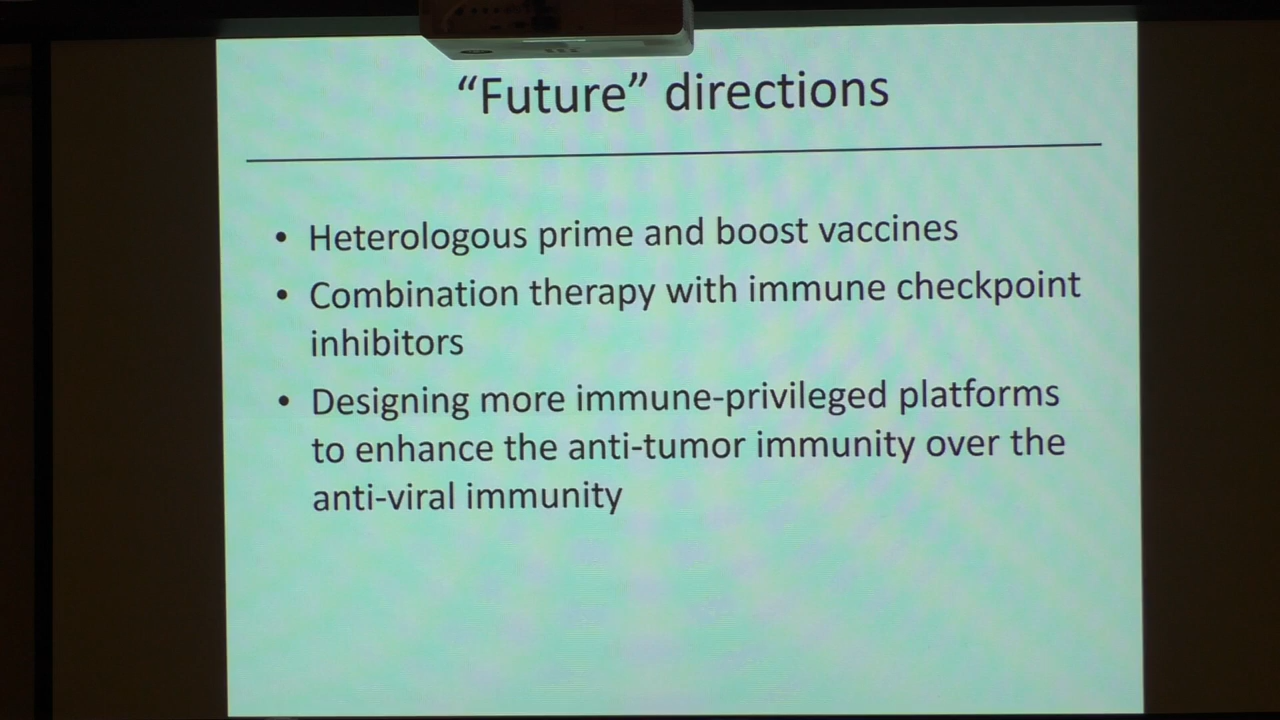 “Future” directions
• Heterologous prime and boost vaccines
• Combination therapy with immune checkpoint
inhibitors
• Designing more immune-privileged platforms
to enhance the anti-tumor immunity over the
anti-viral immunity